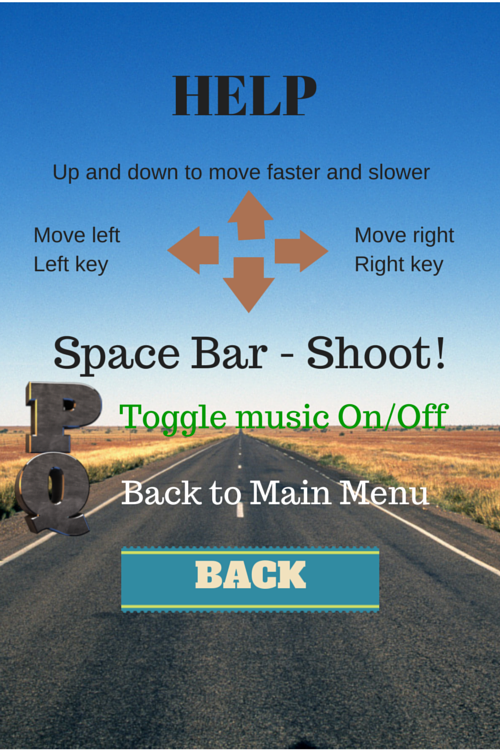 HELP
Up and down to move faster and slower
Move left
Left key
Move right
Right key
Space Bar - Shoot!
P Toggle music On/Off
Q Back to Main Menu
BACK